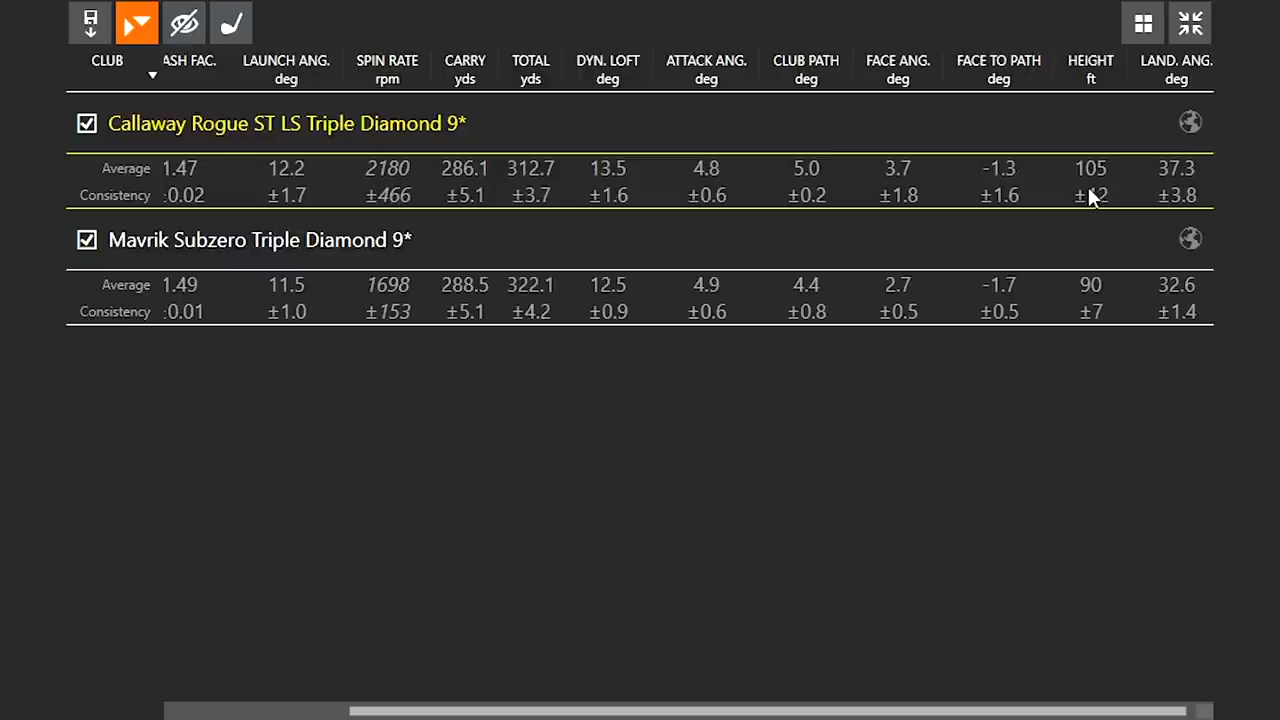 CLUB ASH FAC. LAUNCH ANG. SPIN RATE CARRY TOTAL DYN. LOFT ATTACK ANG. CLUB PATH FACE ANG. FACE TO PATH HEIGHT LAND. ANG.
deg rpm yds yds deg deg deg deg deg ft deg
Callaway Rogue ST LS Triple Diamond 9*
Average 1.47 12.2 2180 286.1 312.7 13.5 4.8 5.0 3.7 -1.3 105 37.3
Consistency :0.02 ±1.7 ±466 ±5.1 ±3.7 ±1.6 ±0.6 ±0.2 ±1.8 ±1.6 ±3.8
Mavrik Subzero Triple Diamond 9*
Average 1.49 11.5 1698 288.5 322.1 12.5 4.9 4.4 2.7 -1.7 90 32.6
Consistency :0.01 ±1.0 ±153 ±5.1 ±4.2 ±0.9 ±0.6 ±0.8 ±0.5 ±0.5 ±7 ±1.4